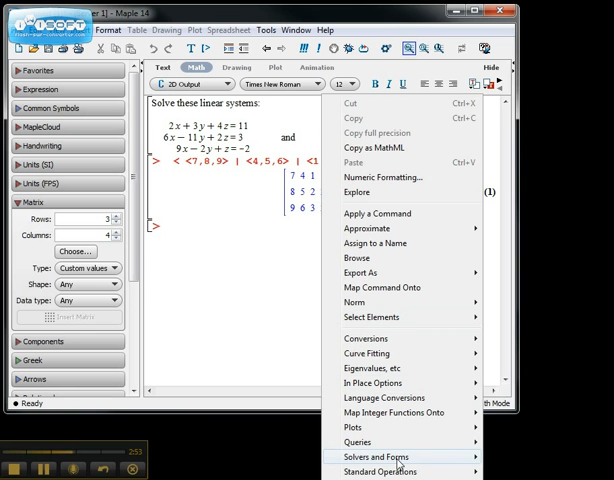 er 1] - Maple 14
iWiSOFT
flash-pur-converter.com
Format Table Drawing Plot Spreadsheet Tools Window Help
Favorites
Expression
Common Symbols
MapleCloud
Handwriting
Units (SI)
Units (FPS)
Matrix
Rows: 3
Columns: 4
Choose...
Type: Custom values
Shape: Any
Data type: Any
Insert Matrix
Components
Greek
Arrows
Ready
Text Math Drawing Plot Animation Hide
C 2D Output Times New Roman 12 B I U
Solve these linear systems:
2x + 3y + 4z = 11
6x − 11y + 2z = 3 and
9x − 2y + z = −2
> < <7,8,9> | <4,5,6> | <1
7 4 1
8 5 2 (1)
9 6 3
>
Cut Ctrl+X
Copy Ctrl+C
Copy full precision
Copy as MathML
Paste Ctrl+V
Numeric Formatting...
Explore
Apply a Command
Approximate
Assign to a Name
Browse
Export As
Map Command Onto
Norm
Select Elements
Conversions
Curve Fitting
Eigenvalues, etc
In Place Options
Language Conversions
Map Integer Functions Onto
Plots
Queries
Solvers and Forms
Standard Operations
th Mode
2:53